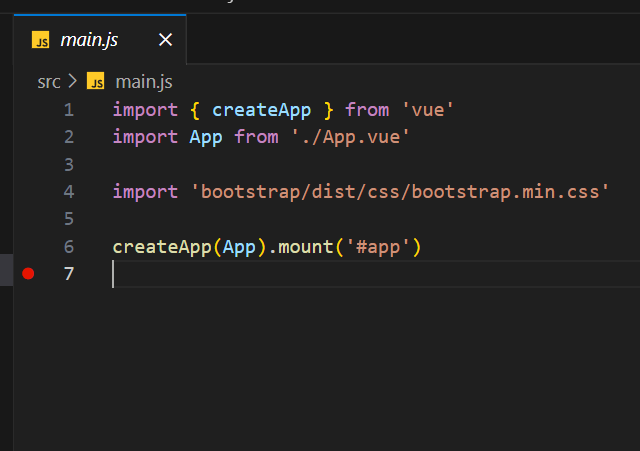 JS main.js ×
src > JS main.js
1 import { createApp } from 'vue'
2 import App from './App.vue'
3
4 import 'bootstrap/dist/css/bootstrap.min.css'
5
6 createApp(App).mount('#app')
7